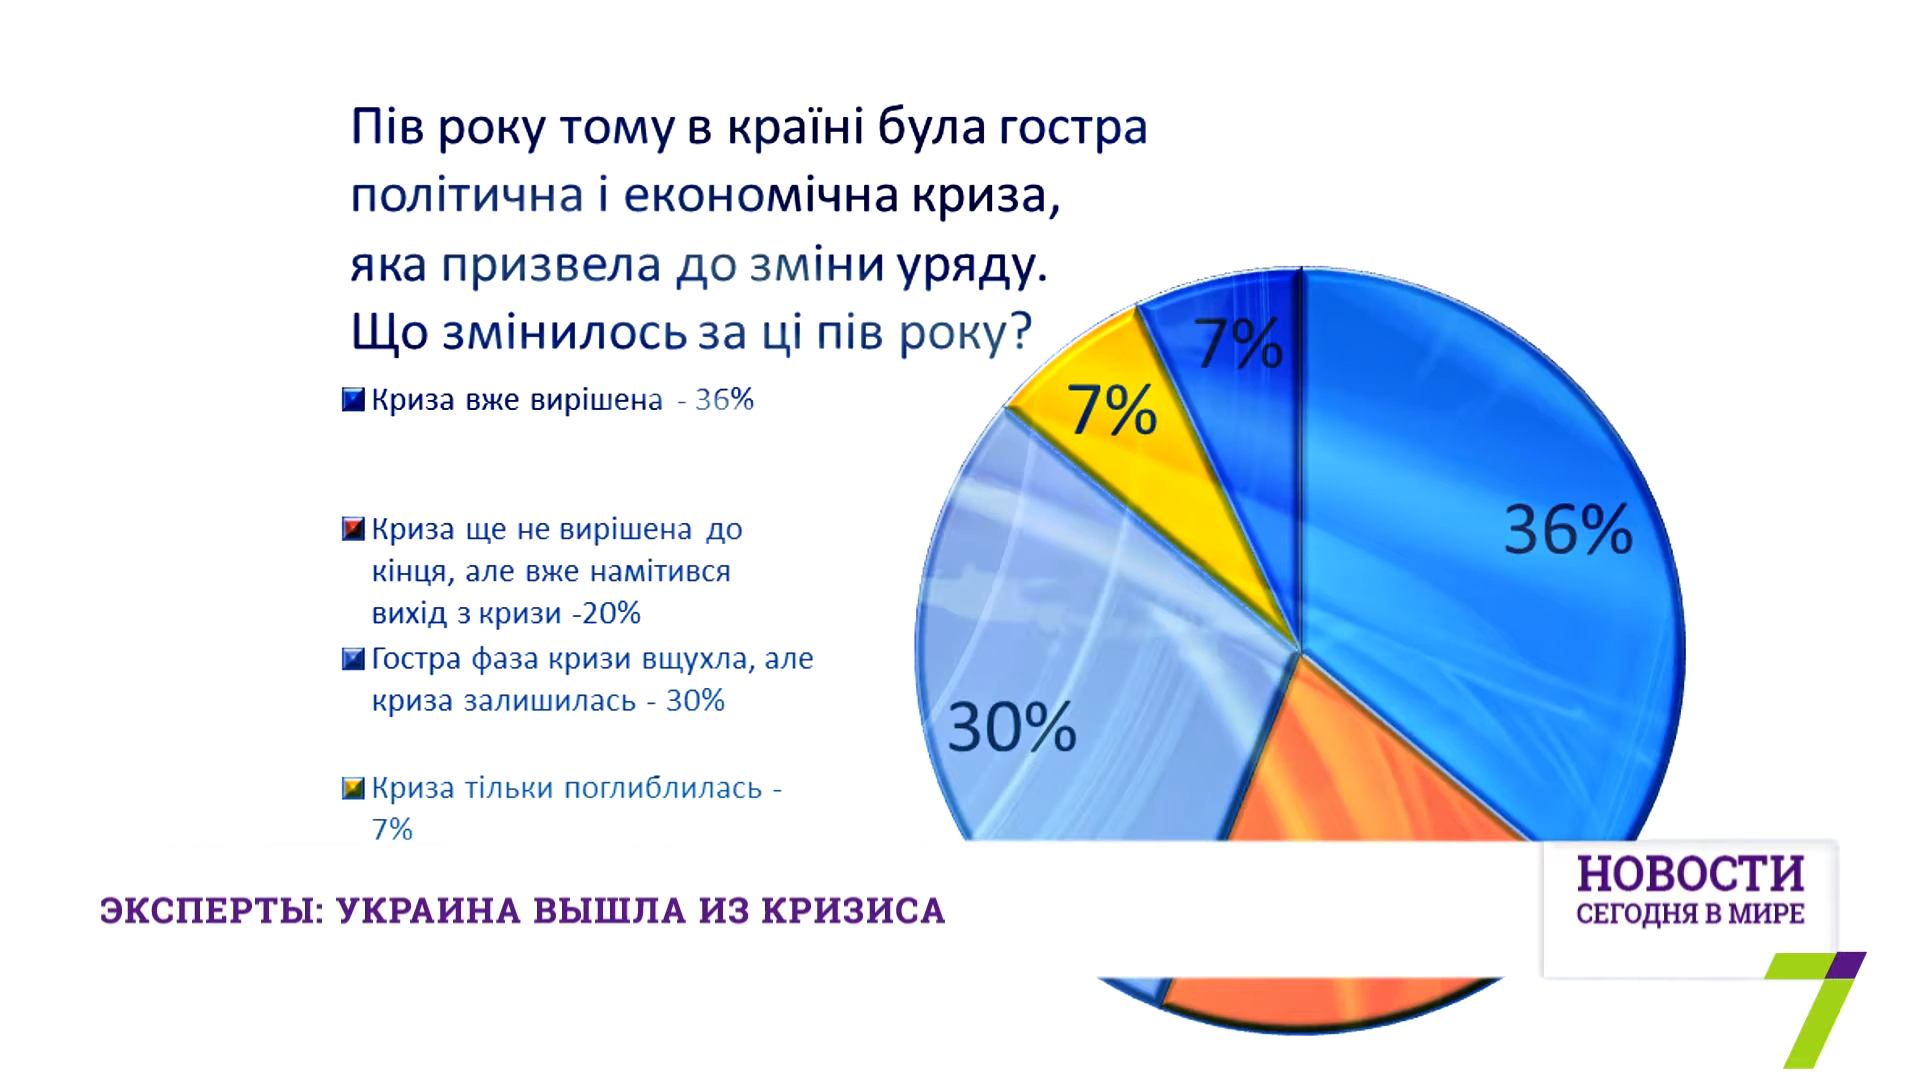 Пів року тому в країні була гостра
політична і економічна криза,
яка призвела до зміни уряду.
Що змінилось за ці пів року?
Криза вже вирішена - 36%
Криза ще не вирішена до
кінця, але вже намітився
вихід з кризи -20%
Гостра фаза кризи вщухла, але
криза залишилась - 30%
Криза тільки поглиблилась -
7%
7%
7%
36%
30%
ЭКСПЕРТЫ: УКРАИНА ВЫШЛА ИЗ КРИЗИСА
НОВОСТИ
СЕГОДНЯ В МИРЕ
7